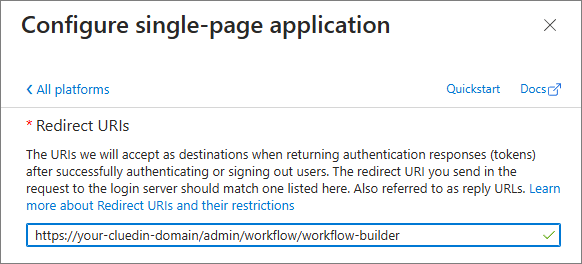 Configure single-page application
All platforms
Quickstart
Docs
* Redirect URIs
The URIs we will accept as destinations when returning authentication responses (tokens)
after successfully authenticating or signing out users. The redirect URI you send in the
request to the login server should match one listed here. Also referred to as reply URLs. Learn
more about Redirect URIs and their restrictions
https://your-cluedin-domain/admin/workflow/workflow-builder